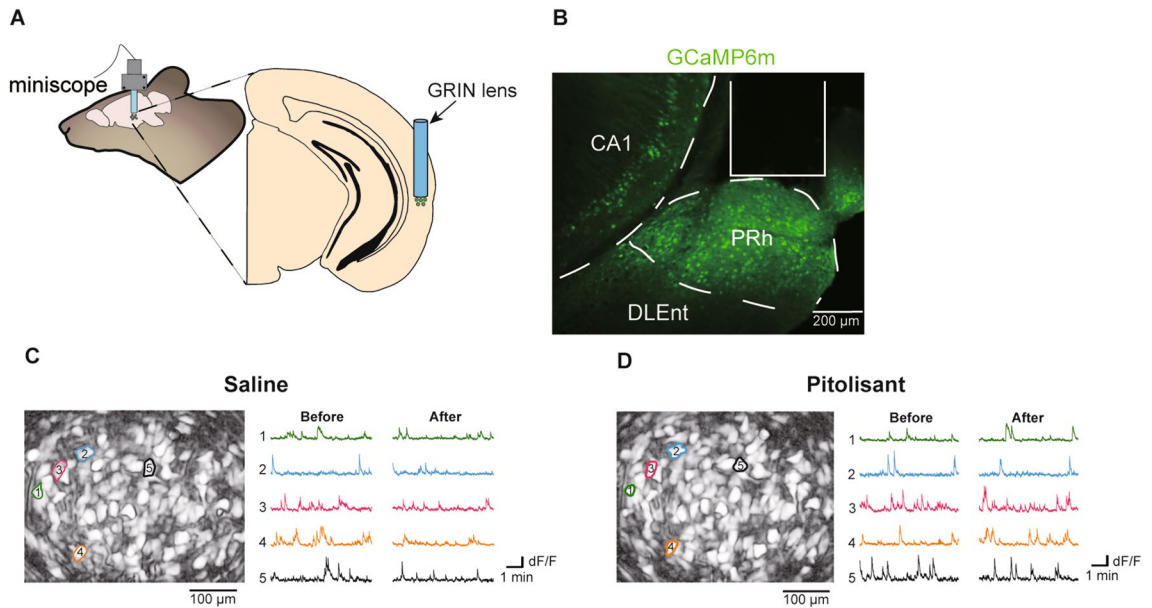 A
miniscope
GRIN lens
B
GCaMP6m
CA1
PRh
DLEnt
200 µm
C
Saline
Before
After
1
2
3
4
5
1
2
3
4
5
dF/F
1 min
100 µm
D
Pitolisant
Before
After
1
2
3
4
5
1
2
3
4
5
dF/F
1 min
100 µm